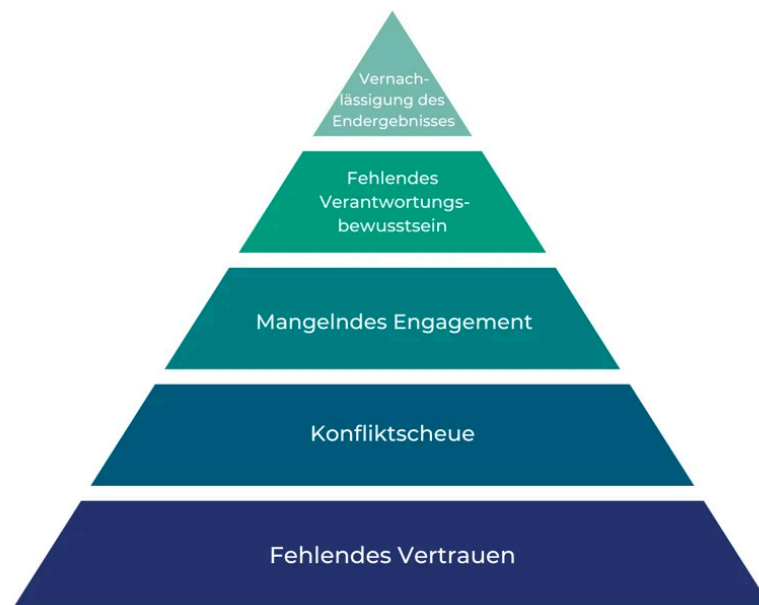 Vernach-
lässigung des
Endergebnisses
Fehlendes
Verantwortungs-
bewusstsein
Mangelndes Engagement
Konfliktscheue
Fehlendes Vertrauen